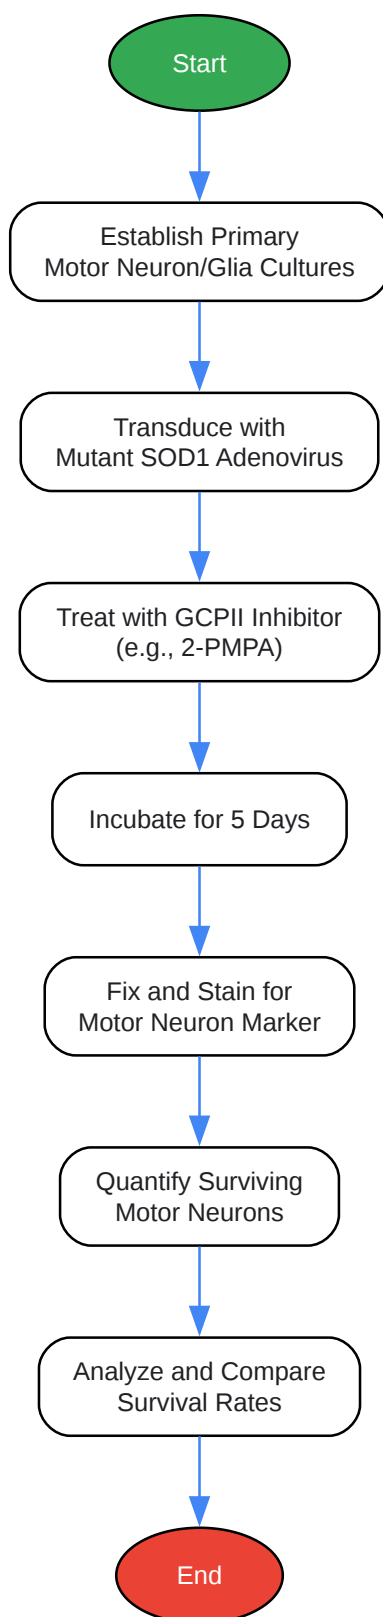 Start
Establish Primary
Motor Neuron/Glia Cultures
Transduce with
Mutant SOD1 Adenovirus
Treat with GCPII Inhibitor
(e.g., 2-PMPA)
Incubate for 5 Days
Fix and Stain for
Motor Neuron Marker
Quantify Surviving
Motor Neurons
Analyze and Compare
Survival Rates
End